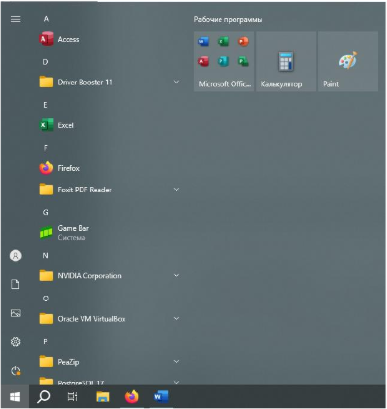 A
Рабочие программы
Access
D
Driver Booster 11
Microsoft Offic...
Калькулятор
Paint
E
Excel
F
Firefox
Foxit PDF Reader
G
Game Bar
Система
N
NVIDIA Corporation
O
Oracle VM VirtualBox
P
PeaZip
PostgreSQL 17